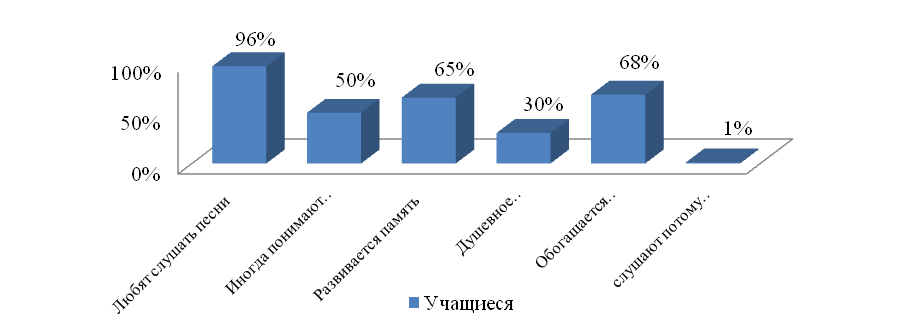 96%
50%
65%
30%
68%
1%
100%
50%
0%
Любят слушать песни
Иногда понимают..
Развивается память
Душевное..
Обогащается..
слушают потому..
Учащиеся